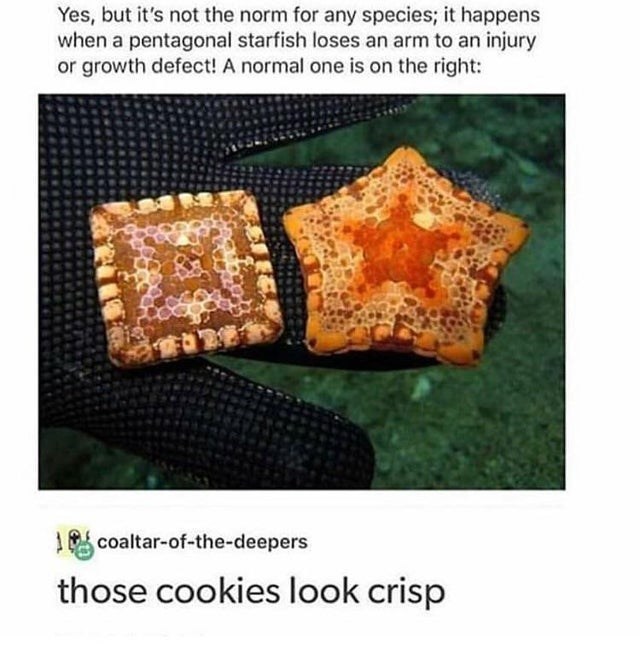 Yes, but it's not the norm for any species; it happens
when a pentagonal starfish loses an arm to an injury
or growth defect! A normal one is on the right:
coaltar-of-the-deepers
those cookies look crisp